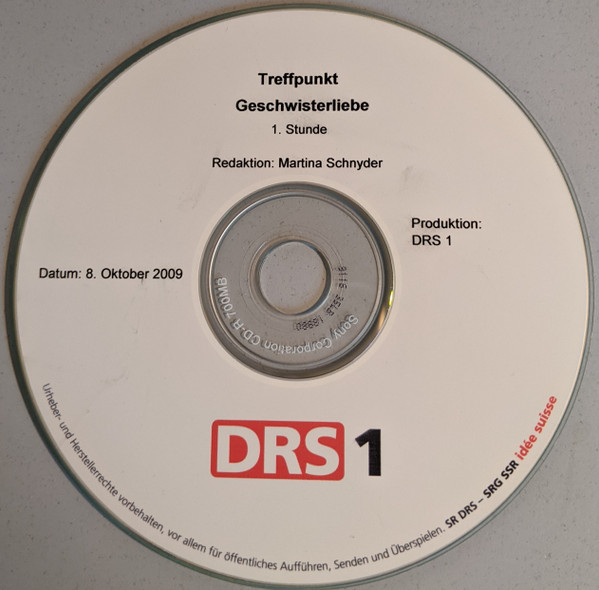 Treffpunkt
Geschwisterliebe
1. Stunde
Redaktion: Martina Schnyder
Produktion:
DRS 1
Datum: 8. Oktober 2009
Sony Corporation CD-R 700MB
DRS 1
Urheber- und Herstellerrechte vorbehalten, vor allem für öffentliches Aufführen, Senden und Überspielen. SR DRS – SRG SSR idée suisse